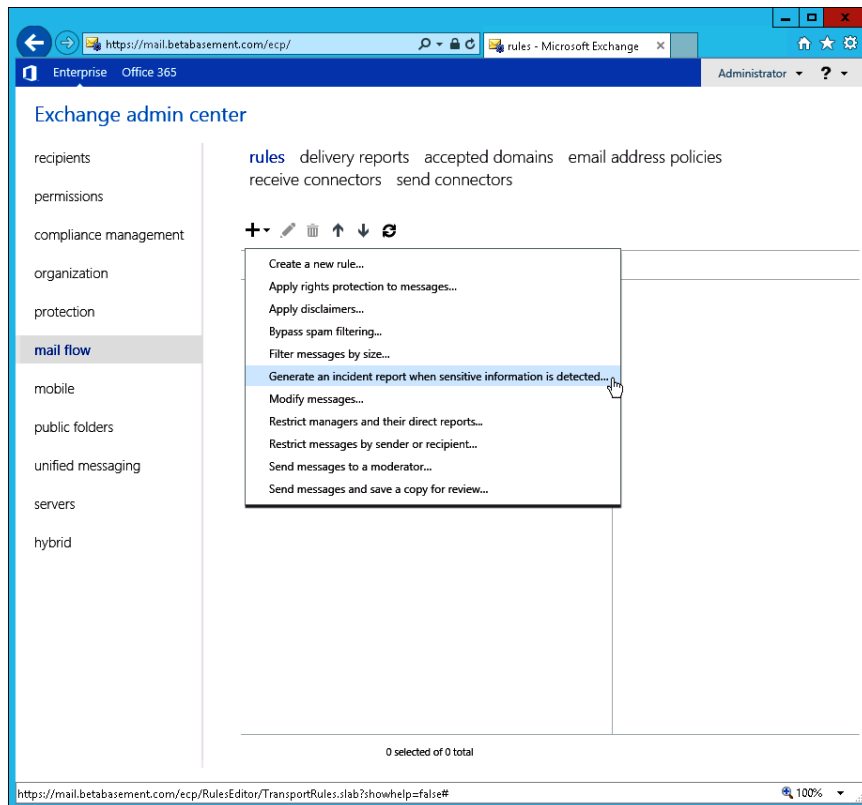 https://mail.betabasement.com/ecp/
rules - Microsoft Exchange
Enterprise Office 365
Administrator ?
Exchange admin center
recipients
permissions
compliance management
organization
protection
mail flow
mobile
public folders
unified messaging
servers
hybrid
rules delivery reports accepted domains email address policies
receive connectors send connectors
Create a new rule...
Apply rights protection to messages...
Apply disclaimers...
Bypass spam filtering...
Filter messages by size...
Generate an incident report when sensitive information is detected...
Modify messages...
Restrict managers and their direct reports...
Restrict messages by sender or recipient...
Send messages to a moderator...
Send messages and save a copy for review...
0 selected of 0 total
https://mail.betabasement.com/ecp/RulesEditor/TransportRules.slab?showhelp=false#
100%